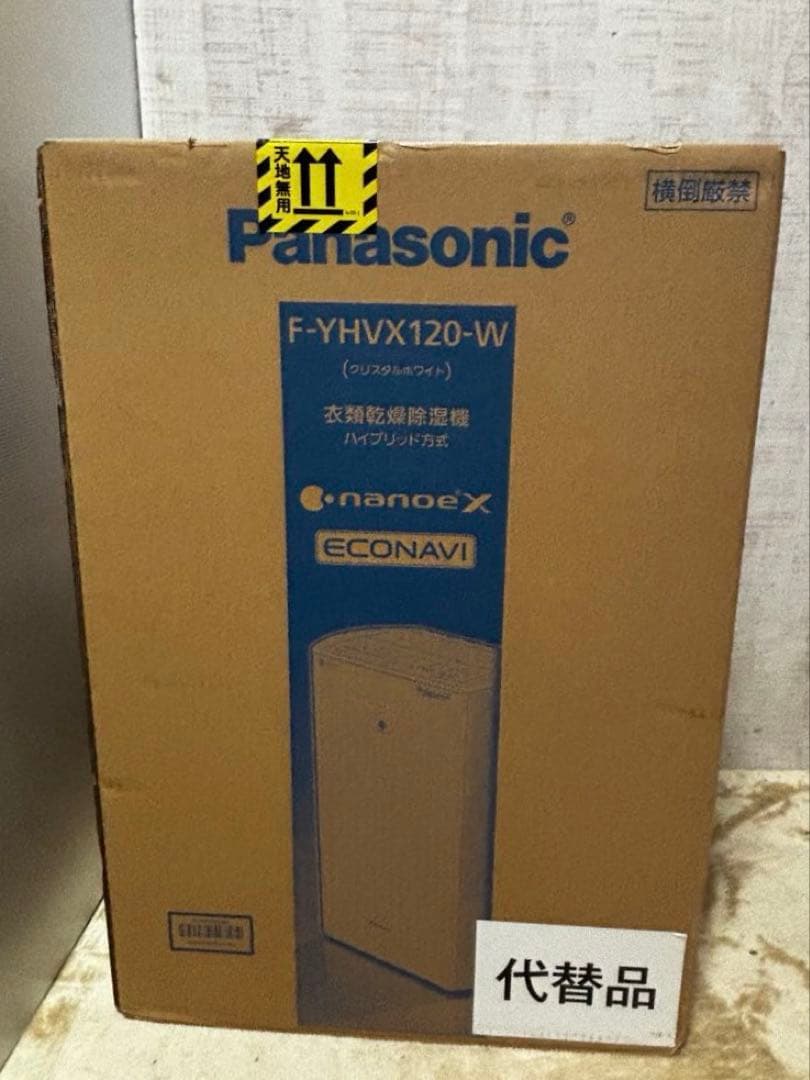 天地無用
横倒厳禁
Panasonic®
F-YHVX120-W
(クリスタルホワイト)
衣類乾燥除湿機
ハイブリッド方式
nanoe X
ECONAVI
代替品